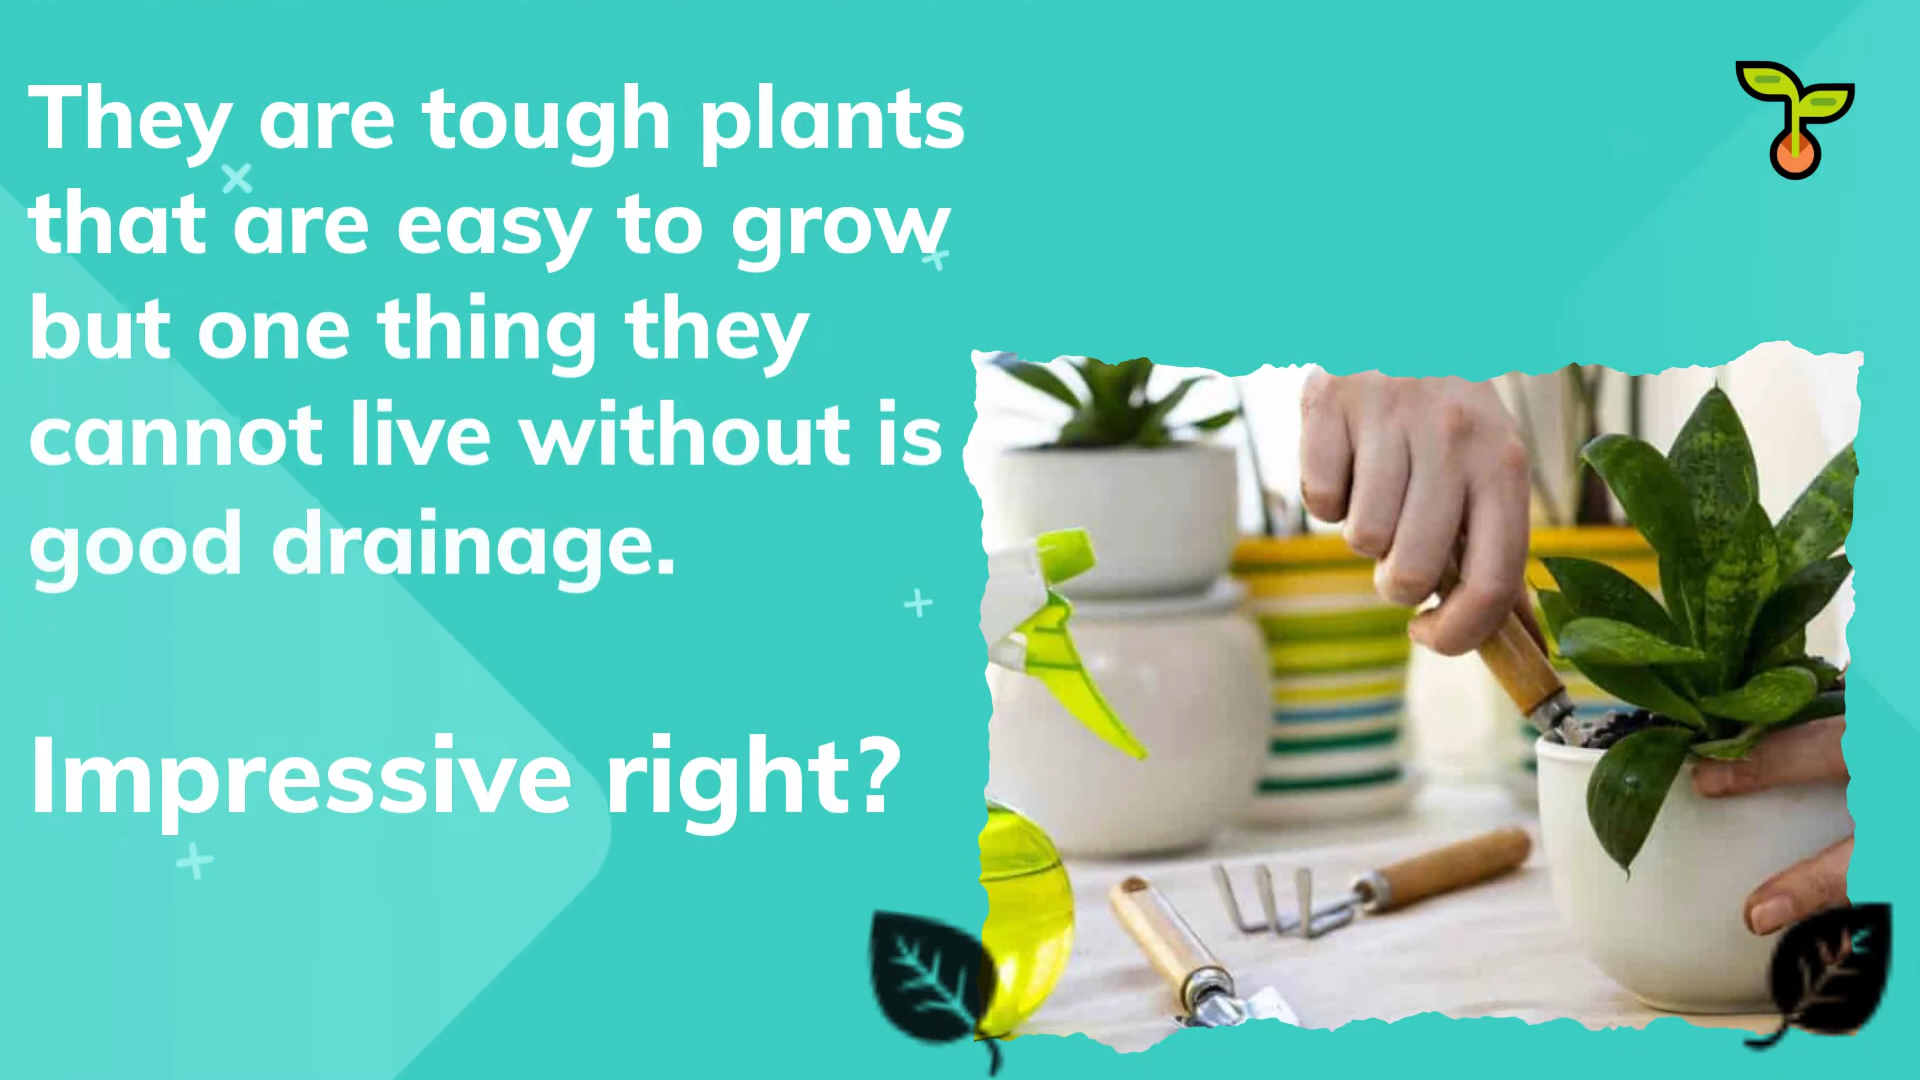 They are tough plants
that are easy to grow
but one thing they
cannot live without is
good drainage.
Impressive right?